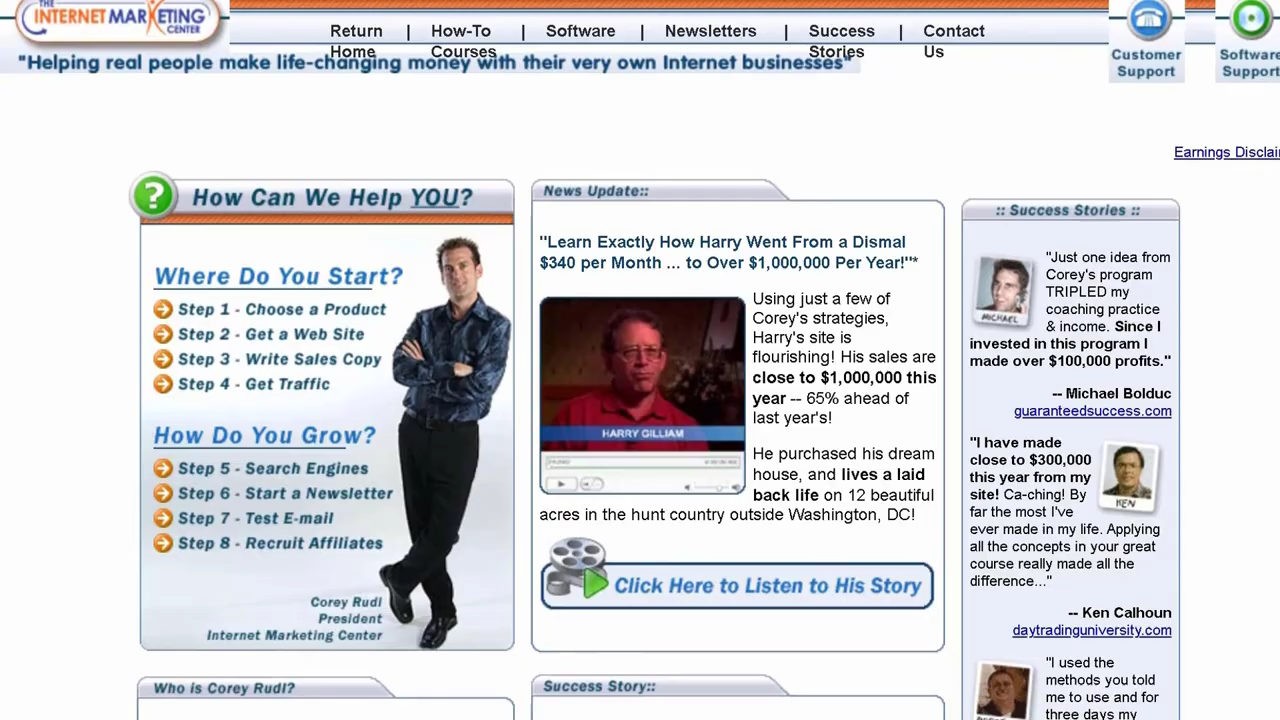 THE
INTERNET MARKETING
CENTER
Return Home | How-To Courses | Software | Newsletters | Success Stories | Contact Us
Customer Support
Software Support
"Helping real people make life-changing money with their very own Internet businesses"
Earnings Disclai
? How Can We Help YOU?
Where Do You Start?
Step 1 - Choose a Product
Step 2 - Get a Web Site
Step 3 - Write Sales Copy
Step 4 - Get Traffic
How Do You Grow?
Step 5 - Search Engines
Step 6 - Start a Newsletter
Step 7 - Test E-mail
Step 8 - Recruit Affiliates
Corey Rudl
President
Internet Marketing Center
News Update::
"Learn Exactly How Harry Went From a Dismal
$340 per Month ... to Over $1,000,000 Per Year!"*
HARRY GILLIAM
Using just a few of
Corey's strategies,
Harry's site is
flourishing! His sales are
close to $1,000,000 this
year -- 65% ahead of
last year's!
He purchased his dream
house, and lives a laid
back life on 12 beautiful
acres in the hunt country outside Washington, DC!
Click Here to Listen to His Story
:: Success Stories ::
MICHAEL
"Just one idea from
Corey's program
TRIPLED my
coaching practice
& income. Since I
invested in this program I
made over $100,000 profits."
-- Michael Bolduc
guaranteedsuccess.com
"I have made
close to $300,000
this year from my
site! Ca-ching! By
far the most I've
ever made in my life. Applying
all the concepts in your great
course really made all the
difference..."
KEN
-- Ken Calhoun
daytradinguniversity.com
"I used the
methods you told
me to use and for
three days my
Who is Corey Rudl?
Success Story::